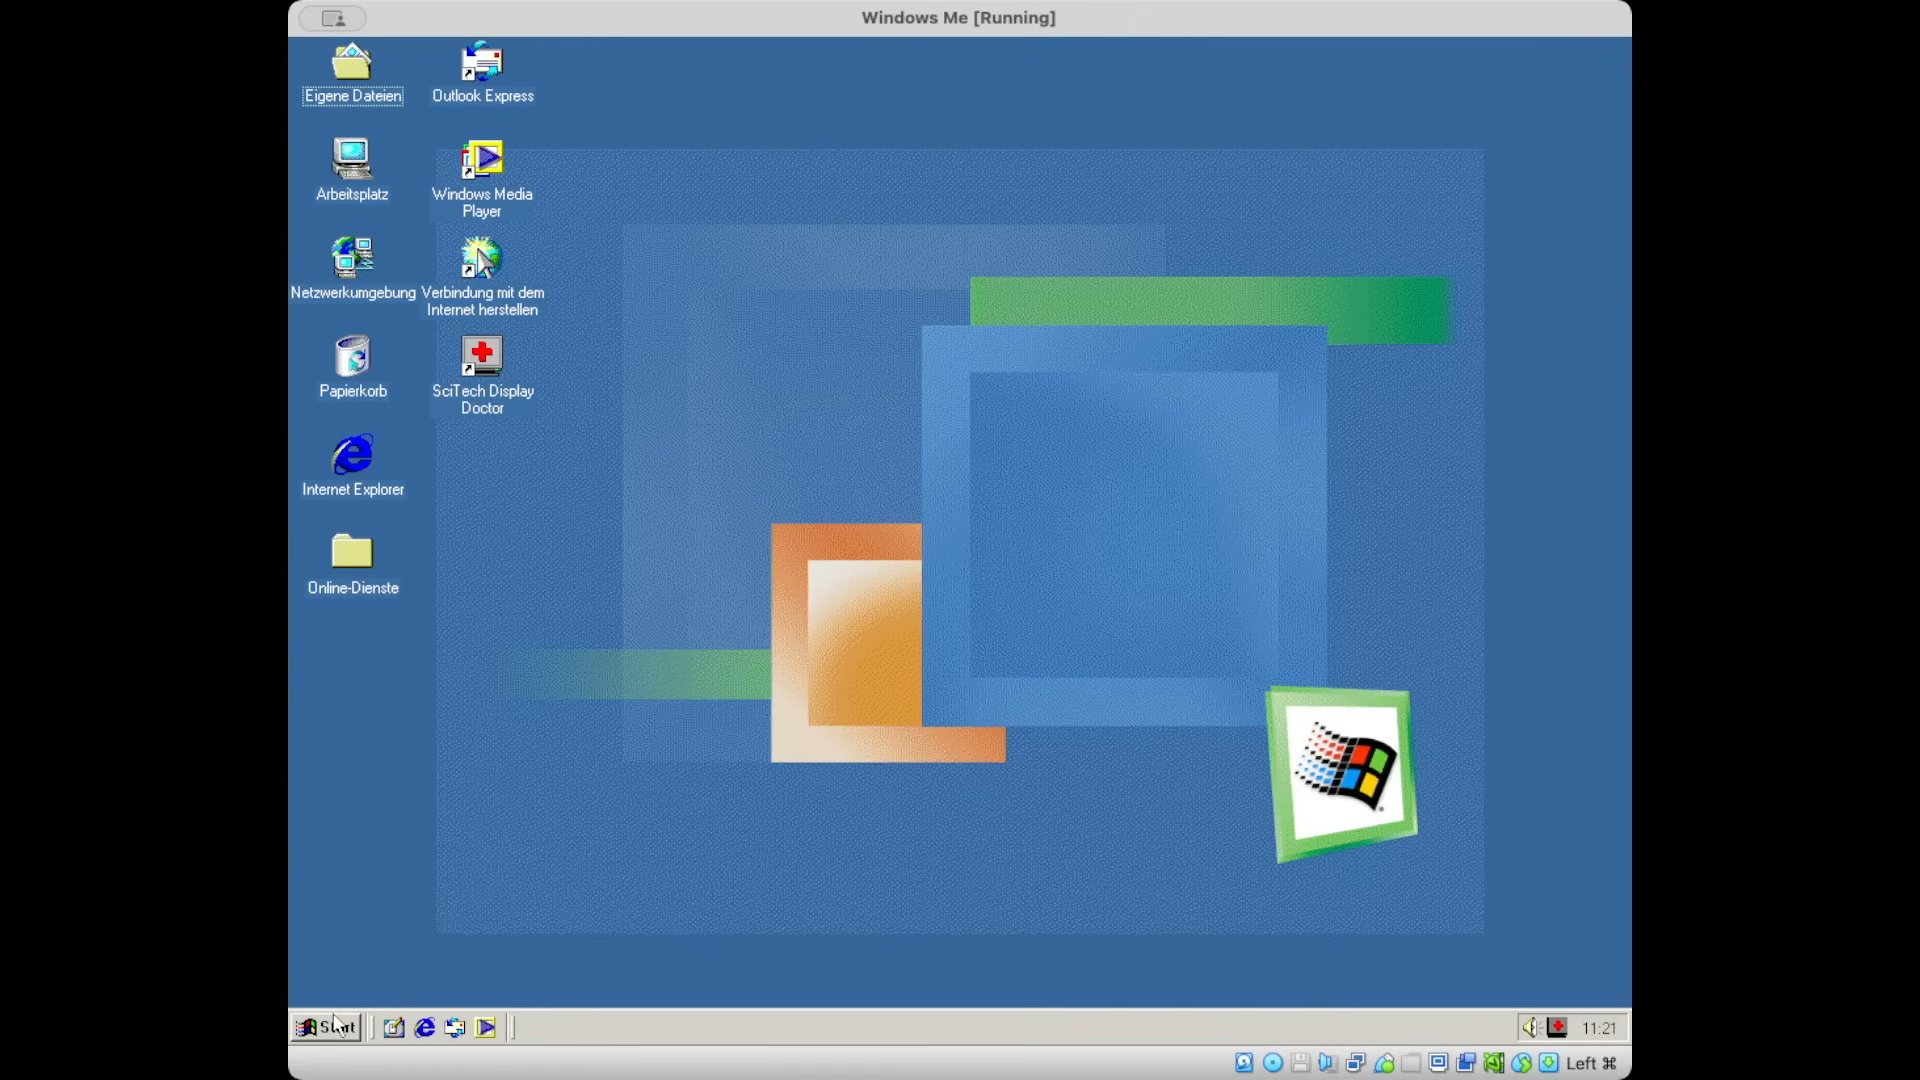 Windows Me [Running]
Eigene Dateien
Outlook Express
Arbeitsplatz
Windows Media
Player
Netzwerkumgebung
Verbindung mit dem
Internet herstellen
Papierkorb
SciTech Display
Doctor
Internet Explorer
Online-Dienste
Start
11:21
Left ⌘